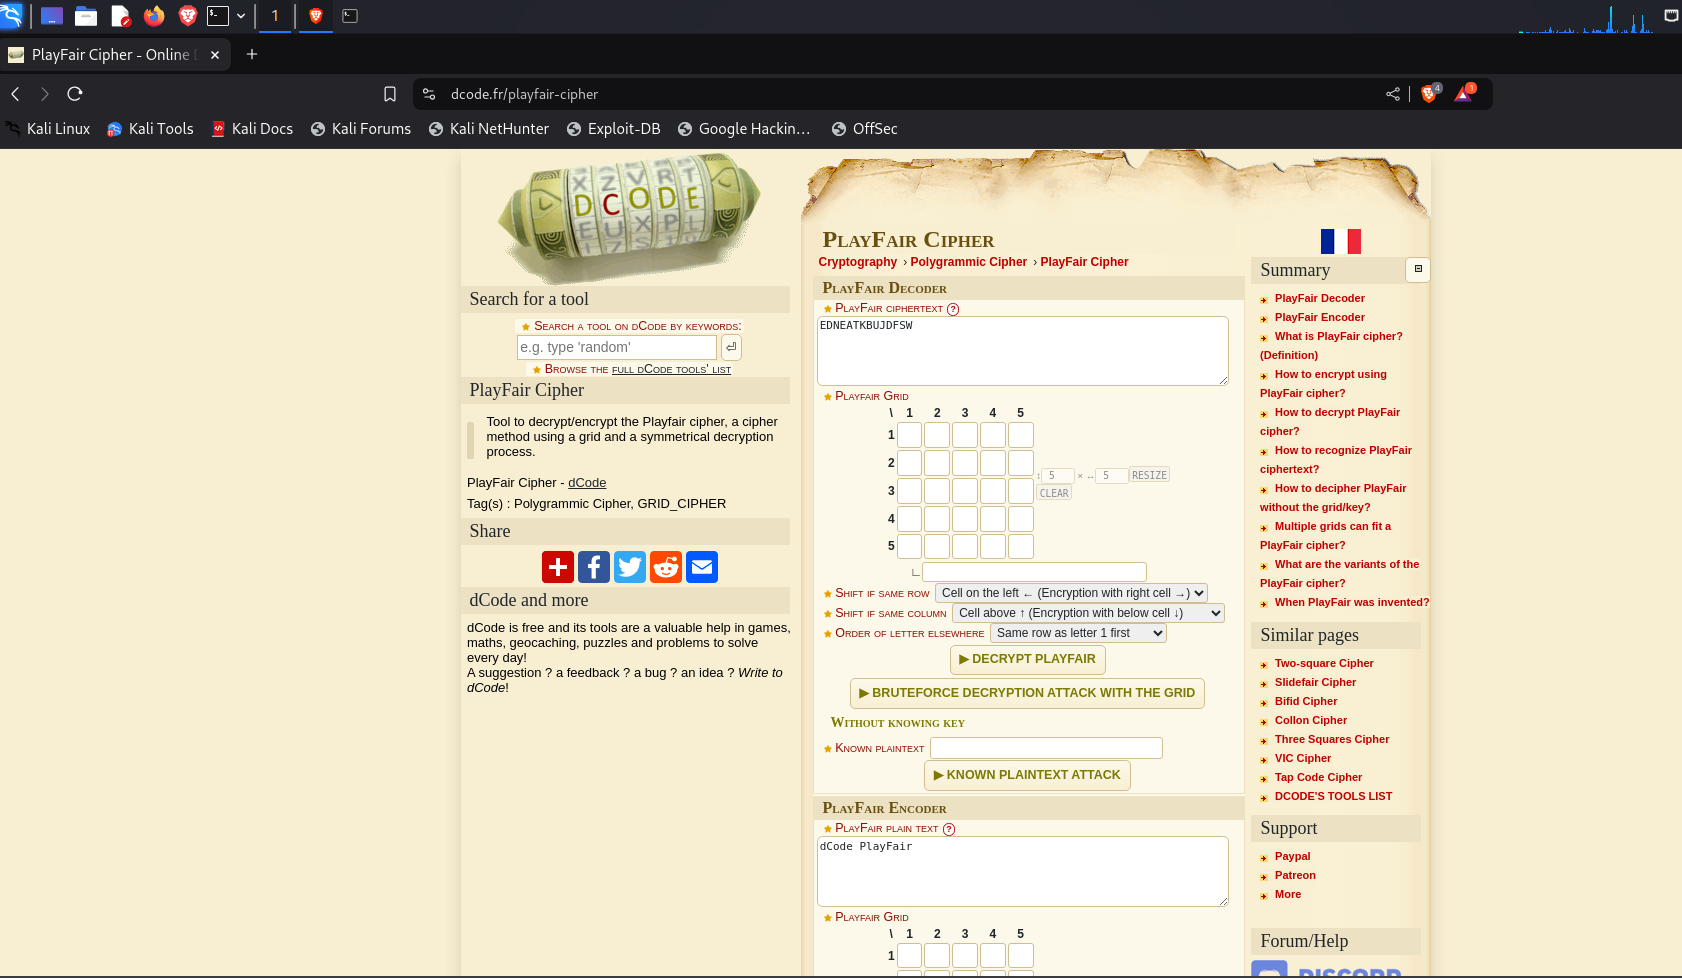 1
PlayFair Cipher - Online
dcode.fr/playfair-cipher
4
1
Kali Linux
Kali Tools
Kali Docs
Kali Forums
Kali NetHunter
Exploit-DB
Google Hackin…
OffSec
X Z V R T
D C O D E
E U X P L
Search for a tool
★ Search a tool on dCode by keywords:
e.g. type 'random'
⏎
★ Browse the full dCode tools' list
PlayFair Cipher
Tool to decrypt/encrypt the Playfair cipher, a cipher
method using a grid and a symmetrical decryption
process.
PlayFair Cipher - dCode
Tag(s) : Polygrammic Cipher, GRID_CIPHER
Share
dCode and more
dCode is free and its tools are a valuable help in games,
maths, geocaching, puzzles and problems to solve
every day!
A suggestion ? a feedback ? a bug ? an idea ? Write to
dCode!
PlayFair Cipher
Cryptography › Polygrammic Cipher › PlayFair Cipher
PlayFair Decoder
★ PlayFair ciphertext ?
EDNEATKBUJDFSW
★ Playfair Grid
\ 1 2 3 4 5
1
2
3
4
5
↕ 5 × ↔ 5 RESIZE
CLEAR
★ Shift if same row Cell on the left ← (Encryption with right cell →)
★ Shift if same column Cell above ↑ (Encryption with below cell ↓)
★ Order of letter elsewhere Same row as letter 1 first
▶ DECRYPT PLAYFAIR
▶ BRUTEFORCE DECRYPTION ATTACK WITH THE GRID
Without knowing key
★ Known plaintext
▶ KNOWN PLAINTEXT ATTACK
PlayFair Encoder
★ PlayFair plain text ?
dCode PlayFair
★ Playfair Grid
\ 1 2 3 4 5
1
Summary
PlayFair Decoder
PlayFair Encoder
What is PlayFair cipher?
(Definition)
How to encrypt using
PlayFair cipher?
How to decrypt PlayFair
cipher?
How to recognize PlayFair
ciphertext?
How to decipher PlayFair
without the grid/key?
Multiple grids can fit a
PlayFair cipher?
What are the variants of the
PlayFair cipher?
When PlayFair was invented?
Similar pages
Two-square Cipher
Slidefair Cipher
Bifid Cipher
Collon Cipher
Three Squares Cipher
VIC Cipher
Tap Code Cipher
DCODE'S TOOLS LIST
Support
Paypal
Patreon
More
Forum/Help
DISCORD